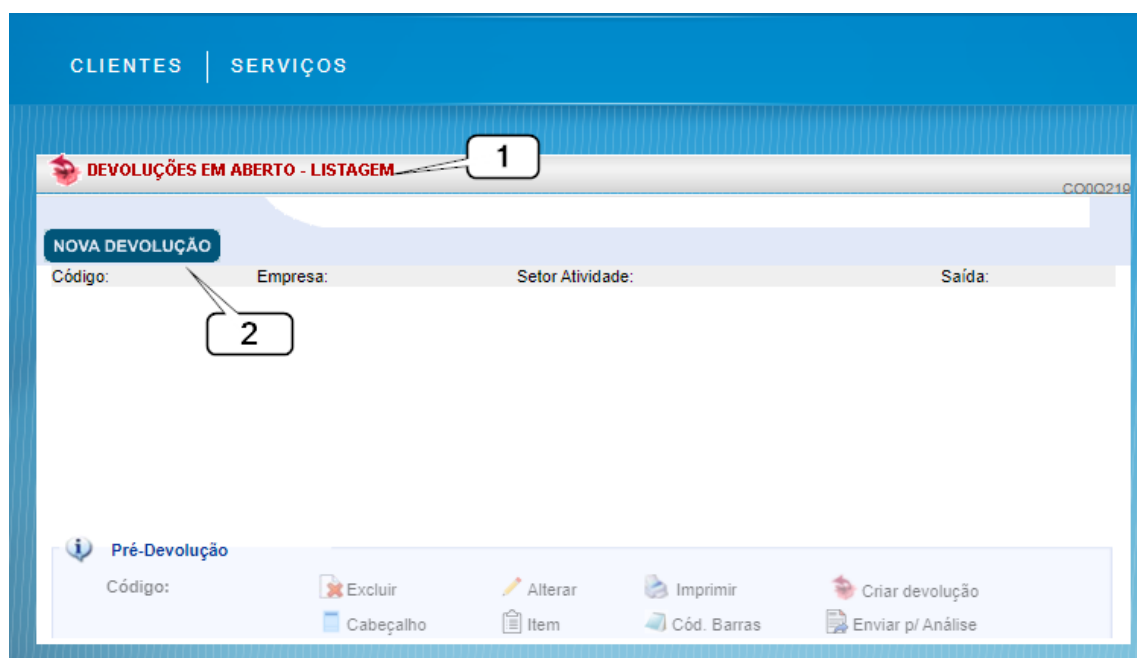 CLIENTES | SERVIÇOS
DEVOLUÇÕES EM ABERTO - LISTAGEM
1
CO0Q219
NOVA DEVOLUÇÃO
Código: Empresa: Setor Atividade: Saída:
2
Pré-Devolução
Código: Excluir Alterar Imprimir Criar devolução
Cabeçalho Item Cód. Barras Enviar p/ Análise